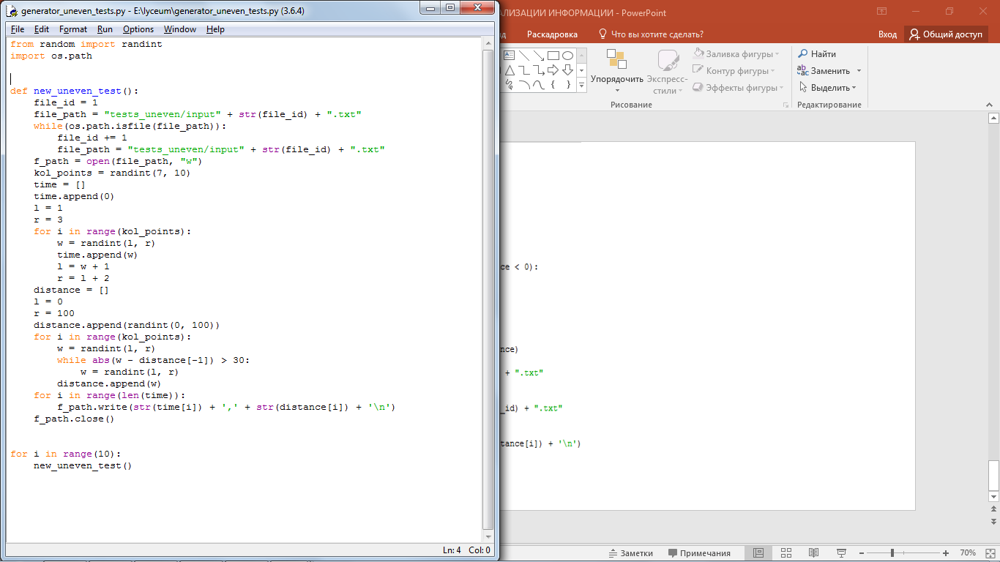 generator_uneven_tests.py - E:\lyceum\generator_uneven_tests.py (3.6.4)
File Edit Format Run Options Window Help
from random import randint
import os.path
def new_uneven_test():
    file_id = 1
    file_path = "tests_uneven/input" + str(file_id) + ".txt"
    while(os.path.isfile(file_path)):
        file_id += 1
        file_path = "tests_uneven/input" + str(file_id) + ".txt"
    f_path = open(file_path, "w")
    kol_points = randint(7, 10)
    time = []
    time.append(0)
    l = 1
    r = 3
    for i in range(kol_points):
        w = randint(l, r)
        time.append(w)
        l = w + 1
        r = l + 2
    distance = []
    l = 0
    r = 100
    distance.append(randint(0, 100))
    for i in range(kol_points):
        w = randint(l, r)
        while abs(w - distance[-1]) > 30:
            w = randint(l, r)
        distance.append(w)
    for i in range(len(time)):
        f_path.write(str(time[i]) + ',' + str(distance[i]) + '\n')
    f_path.close()
for i in range(10):
    new_uneven_test()
Ln: 4 Col: 0
АЛИЗАЦИИ ИНФОРМАЦИИ - PowerPoint
д Раскадровка Что вы хотите сделать? Вход Общий доступ
Упорядочить
Экспресс-
стили
Заливка фигуры
Контур фигуры
Эффекты фигуры
Рисование
Найти
Заменить
Выделить
Редактирование
ce < 0):
nce)
+ ".txt"
_id) + ".txt"
tance[i]) + '\n')
Заметки Примечания 70%